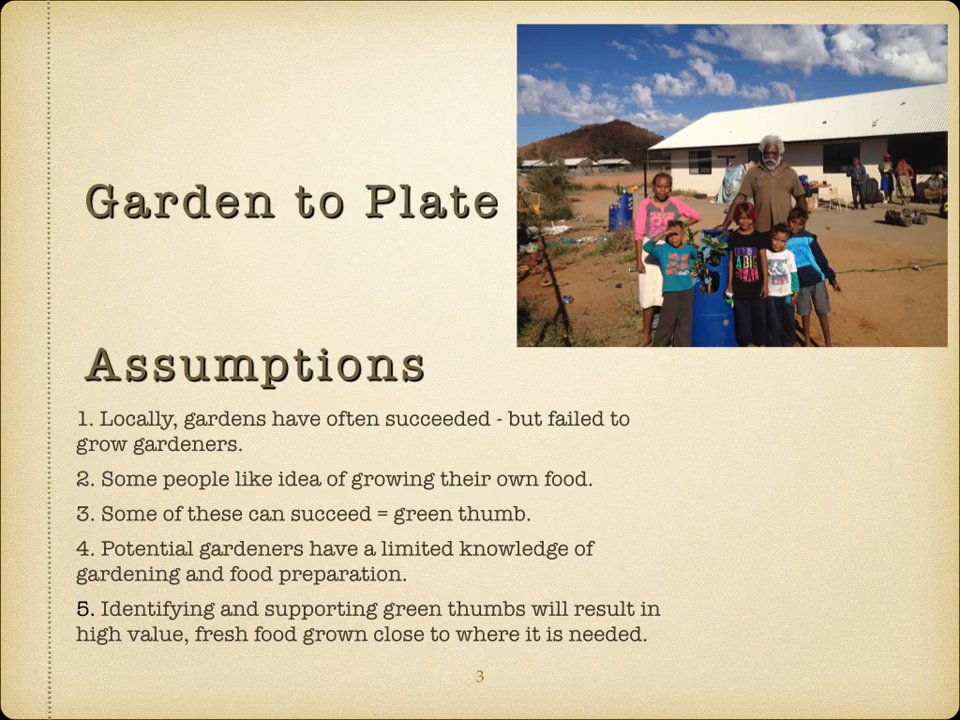 Garden to Plate
Assumptions
1. Locally, gardens have often succeeded - but failed to
grow gardeners.
2. Some people like idea of growing their own food.
3. Some of these can succeed = green thumb.
4. Potential gardeners have a limited knowledge of
gardening and food preparation.
5. Identifying and supporting green thumbs will result in
high value, fresh food grown close to where it is needed.
3